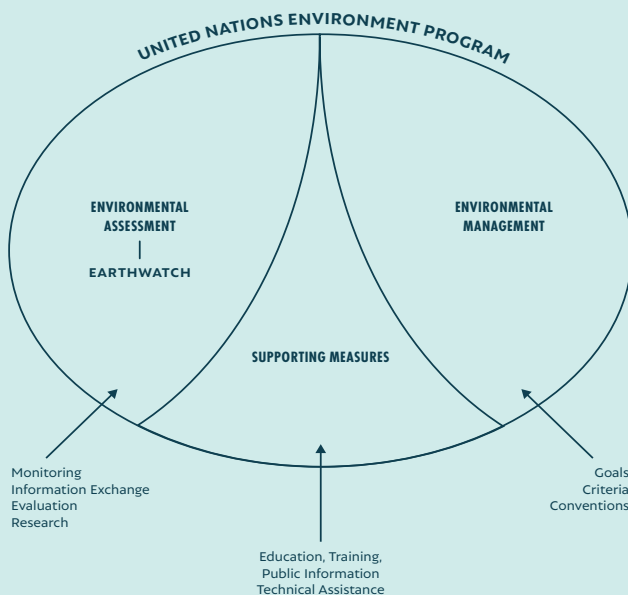 UNITED NATIONS ENVIRONMENT PROGRAM
ENVIRONMENTAL
ASSESSMENT
EARTHWATCH
ENVIRONMENTAL
MANAGEMENT
SUPPORTING MEASURES
Monitoring
Information Exchange
Evaluation
Research
Goals
Criteria
Conventions
Education, Training,
Public Information
Technical Assistance